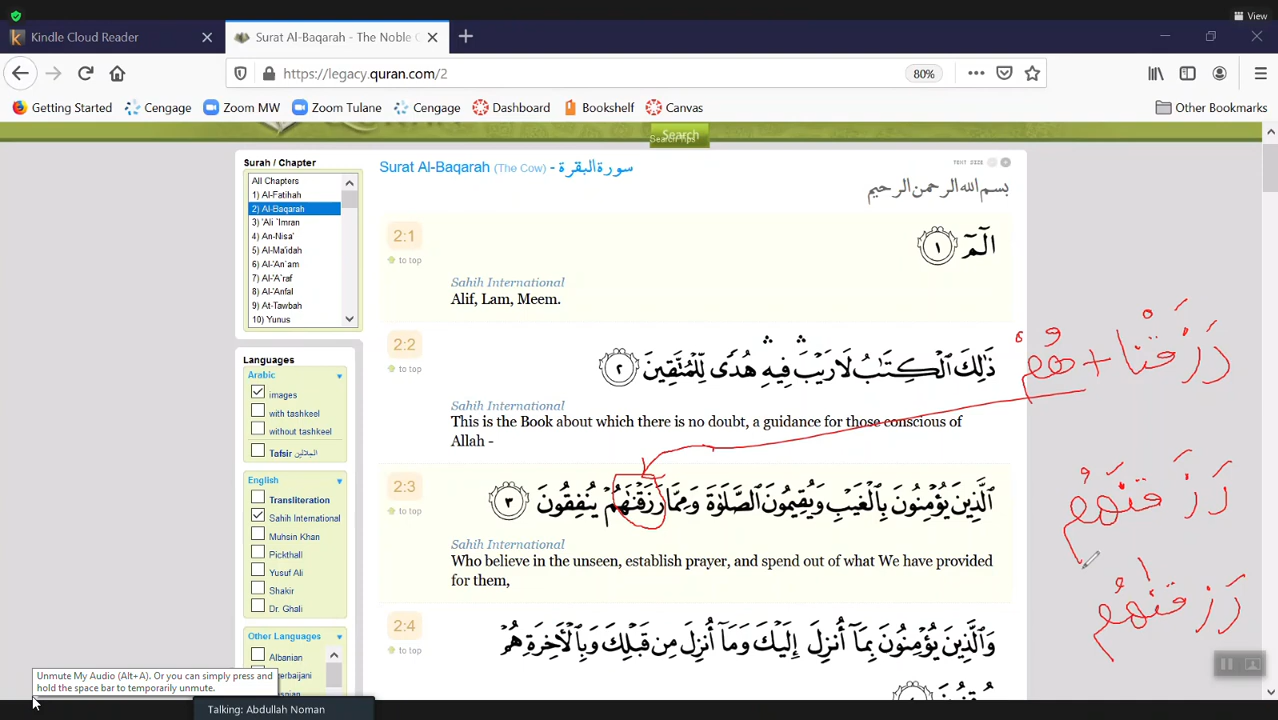 View
Kindle Cloud Reader
Surat Al-Baqarah - The Noble
https://legacy.quran.com/2
80%
Getting Started Cengage Zoom MW Zoom Tulane Cengage Dashboard Bookshelf Canvas Other Bookmarks
Search
Search Tips
Surah / Chapter
All Chapters
1) Al-Fatihah
2) Al-Baqarah
3) 'Ali `Imran
4) An-Nisa'
5) Al-Ma'idah
6) Al-'An`am
7) Al-'A`raf
8) Al-'Anfal
9) At-Tawbah
10) Yunus
Languages
Arabic
images
with tashkeel
without tashkeel
Tafsir الجلالين
English
Transliteration
Sahih International
Muhsin Khan
Pickthall
Yusuf Ali
Shakir
Dr. Ghali
Other Languages
Albanian
Surat Al-Baqarah (The Cow) - سورة البقرة
TEXT SIZE
بسم الله الرحمن الرحيم
2:1
to top
الٓمٓ ١
Sahih International
Alif, Lam, Meem.
2:2
to top
ذَٰلِكَ ٱلْكِتَٰبُ لَا رَيْبَ ۛ فِيهِ ۛ هُدًى لِّلْمُتَّقِينَ ٢
Sahih International
This is the Book about which there is no doubt, a guidance for those conscious of
Allah -
2:3
to top
ٱلَّذِينَ يُؤْمِنُونَ بِٱلْغَيْبِ وَيُقِيمُونَ ٱلصَّلَوٰةَ وَمِمَّا رَزَقْنَٰهُمْ يُنفِقُونَ ٣
Sahih International
Who believe in the unseen, establish prayer, and spend out of what We have provided
for them,
2:4
to top
وَٱلَّذِينَ يُؤْمِنُونَ بِمَآ أُنزِلَ إِلَيْكَ وَمَآ أُنزِلَ مِن قَبْلِكَ وَبِٱلْءَاخِرَةِ هُمْ
رَزَقْنَا + هُمْ
رَزَقنَهُم
رَزقنٰهُم
Unmute My Audio (Alt+A). Or you can simply press and
hold the space bar to temporarily unmute.
Talking: Abdullah Noman